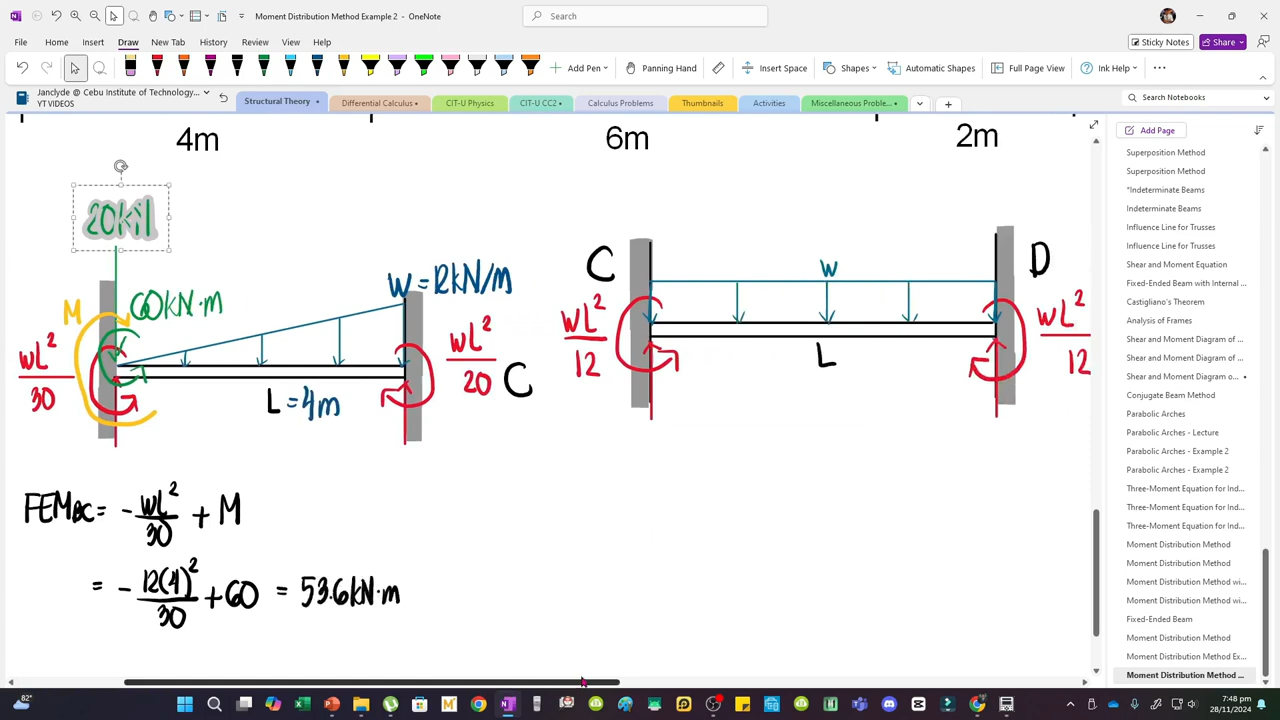 Moment Distribution Method Example 2 - OneNote
Search
File Home Insert Draw New Tab History Review View Help
Sticky Notes
Share
Add Pen
Panning Hand
Insert Space
Shapes
Automatic Shapes
Full Page View
Ink Help
Janclyde @ Cebu Institute of Technology...
YT VIDEOS
Structural Theory
Differential Calculus
CIT-U Physics
CIT-U CC2
Calculus Problems
Thumbnails
Activities
Miscellaneous Proble...
Search Notebooks
Add Page
4m
6m
2m
20kN
M
60kN·m
W = 12kN/m
wL²/30
wL²/20
C
L = 4m
C
W
D
wL²/12
wL²/12
L
FEMBC = - wL²/30 + M
= - 12(4)²/30 + 60 = 53.6kN·m
Superposition Method
Superposition Method
*Indeterminate Beams
Indeterminate Beams
Influence Line for Trusses
Influence Line for Trusses
Shear and Moment Equation
Fixed-Ended Beam with Internal ...
Castigliano's Theorem
Analysis of Frames
Shear and Moment Diagram of ...
Shear and Moment Diagram of ...
Shear and Moment Diagram o...
Conjugate Beam Method
Parabolic Arches
Parabolic Arches - Lecture
Parabolic Arches - Example 2
Parabolic Arches - Example 2
Three-Moment Equation for Ind...
Three-Moment Equation for Ind...
Three-Moment Equation for Ind...
Moment Distribution Method
Moment Distribution Method
Moment Distribution Method wi...
Moment Distribution Method wi...
Fixed-Ended Beam
Moment Distribution Method
Moment Distribution Method Ex...
Moment Distribution Method ...
82°
7:48 pm
28/11/2024